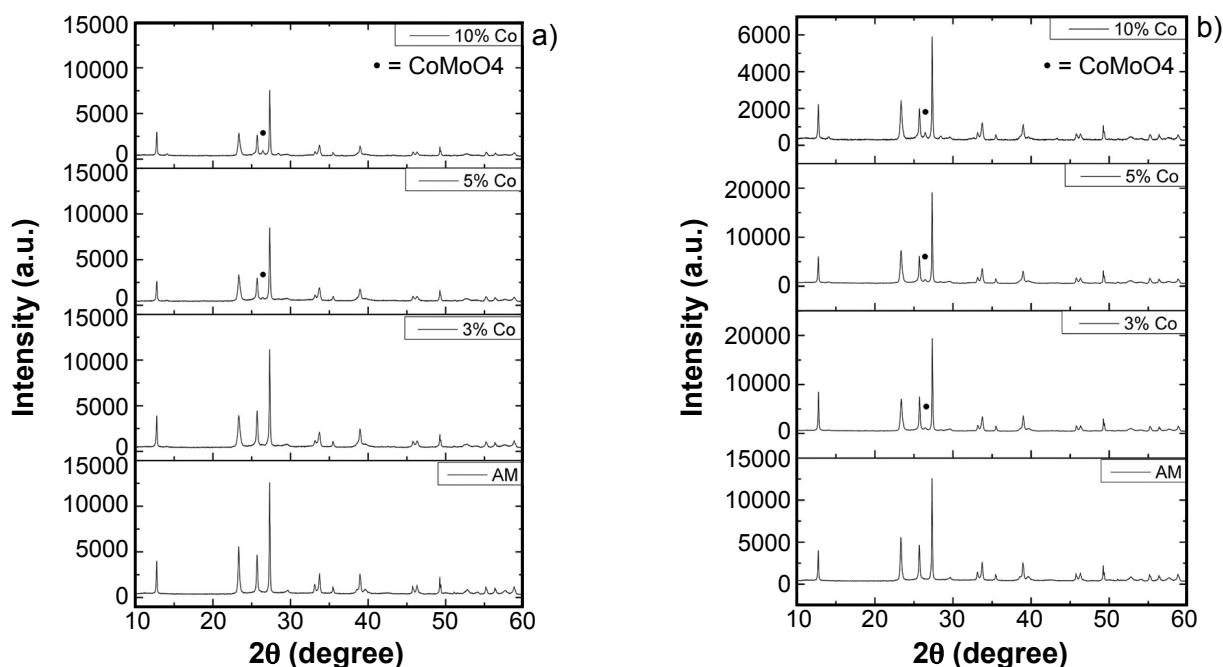 a)
Intensity (a.u.)
10% Co
• = CoMoO4
15000
10000
5000
0
5% Co
15000
10000
5000
0
3% Co
15000
10000
5000
0
AM
15000
10000
5000
0
10 20 30 40 50 60
2θ (degree)
b)
Intensity (a.u.)
10% Co
• = CoMoO4
6000
4000
2000
0
5% Co
20000
10000
0
3% Co
20000
10000
0
AM
15000
10000
5000
0
10 20 30 40 50 60
2θ (degree)